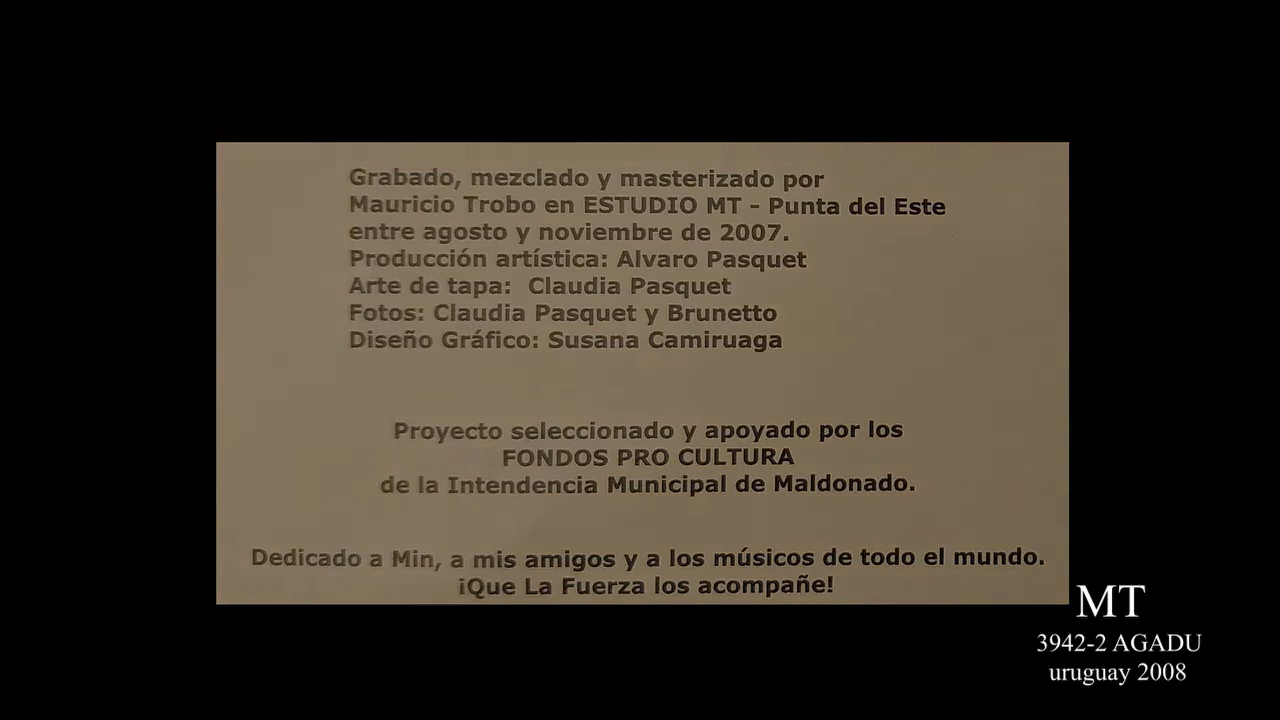 Grabado, mezclado y masterizado por
Mauricio Trobo en ESTUDIO MT - Punta del Este
entre agosto y noviembre de 2007.
Producción artística: Alvaro Pasquet
Arte de tapa:  Claudia Pasquet
Fotos: Claudia Pasquet y Brunetto
Diseño Gráfico: Susana Camiruaga
Proyecto seleccionado y apoyado por los
FONDOS PRO CULTURA
de la Intendencia Municipal de Maldonado.
Dedicado a Min, a mis amigos y a los músicos de todo el mundo.
¡Que La Fuerza los acompañe!
MT
3942-2 AGADU
uruguay 2008